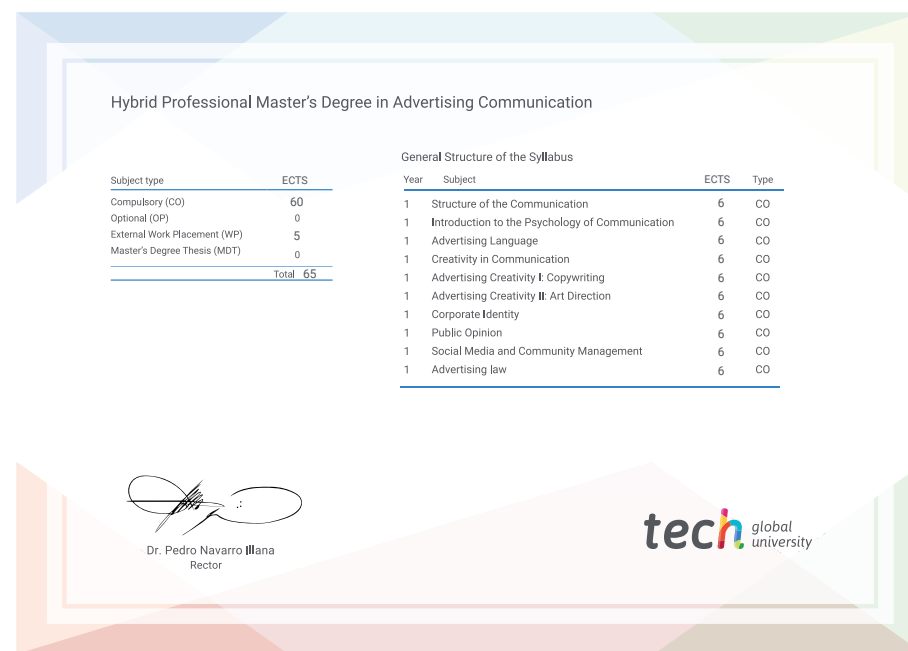 Hybrid Professional Master's Degree in Advertising Communication
Subject type ECTS
Compulsory (CO) 60
Optional (OP) 0
External Work Placement (WP) 5
Master's Degree Thesis (MDT) 0
Total 65
General Structure of the Syllabus
Year Subject ECTS Type
1 Structure of the Communication 6 CO
1 Introduction to the Psychology of Communication 6 CO
1 Advertising Language 6 CO
1 Creativity in Communication 6 CO
1 Advertising Creativity I: Copywriting 6 CO
1 Advertising Creativity II: Art Direction 6 CO
1 Corporate Identity 6 CO
1 Public Opinion 6 CO
1 Social Media and Community Management 6 CO
1 Advertising law 6 CO
Dr. Pedro Navarro Illana
Rector
tech global
university